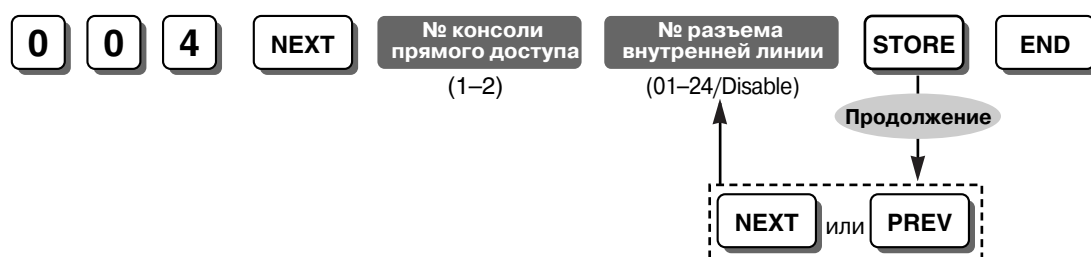 0 0 4 NEXT № консоли прямого доступа № разъема внутренней линии STORE END
(1–2) (01–24/Disable)
Продолжение
NEXT или PREV